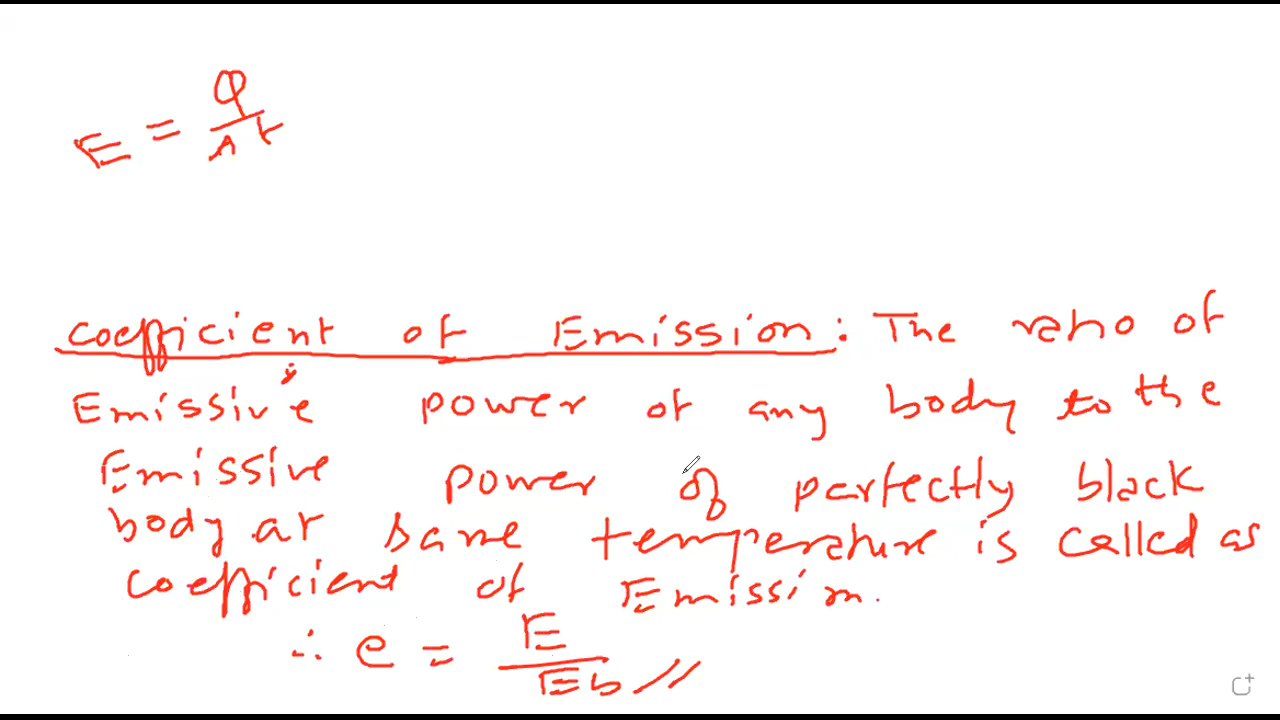 E = Q / At
coefficient of Emission: The ratio of
Emissive power of any body to the
Emissive power of perfectly black
body at same temperature is called as
coefficient of Emission.
∴ e = E / Eb //